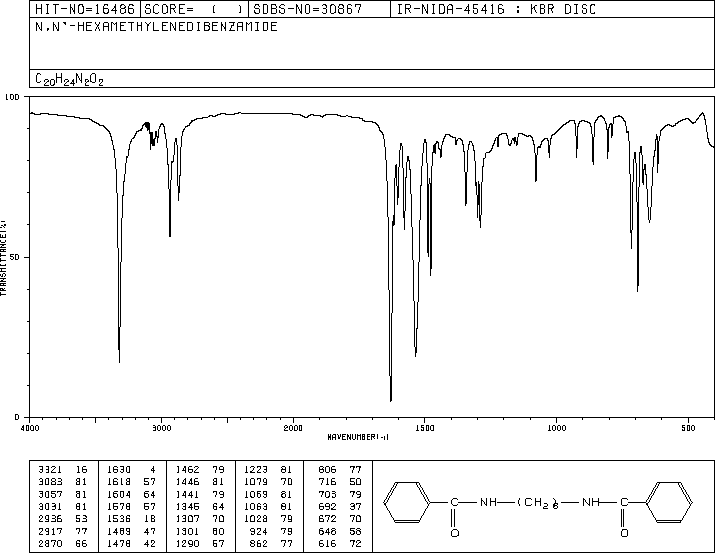 HIT-NO=16486 SCORE= ( ) SDBS-NO=30867 IR-NIDA-45416 : KBR DISC
N,N'-HEXAMETHYLENEDIBENZAMIDE
C20H24N2O2
TRANSMITTANCE(%)
100
50
0
4000 3000 2000 1500 1000 500
WAVENUMBER(-1)
3321 16 1630 4 1462 79 1223 81 806 77
3083 81 1618 57 1446 81 1079 70 716 50
3057 81 1604 64 1441 79 1069 81 703 79
3031 81 1578 57 1345 64 1063 81 692 37
2936 53 1536 18 1307 70 1028 79 672 70
2917 77 1489 47 1301 80 924 79 648 58
2870 66 1478 42 1290 57 862 77 616 72
C NH (CH2)6 NH C
O O